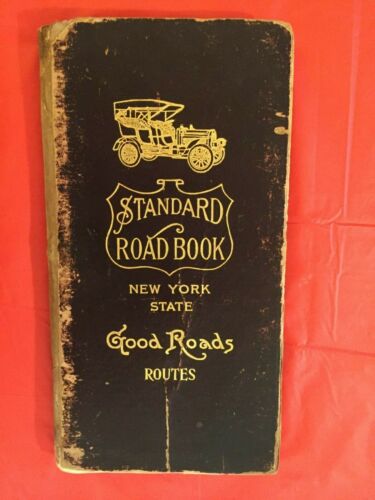 STANDARD
ROAD BOOK
NEW YORK
STATE
Good Roads
ROUTES